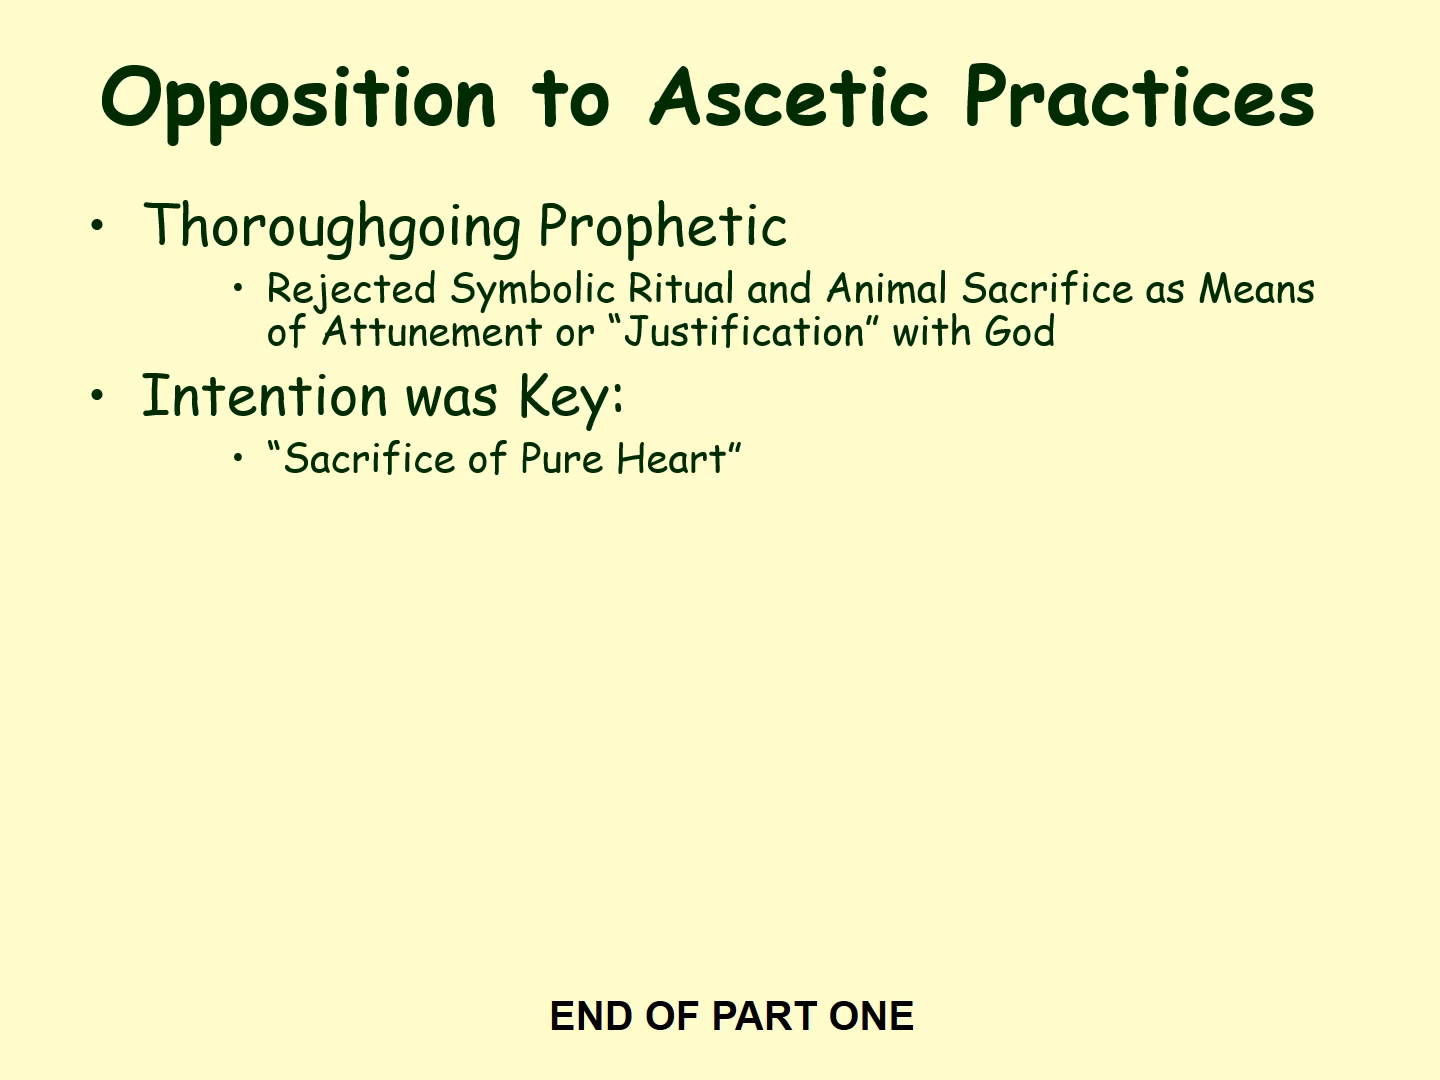 Opposition to Ascetic Practices
• Thoroughgoing Prophetic
• Rejected Symbolic Ritual and Animal Sacrifice as Means
of Attunement or “Justification” with God
• Intention was Key:
• “Sacrifice of Pure Heart”
END OF PART ONE